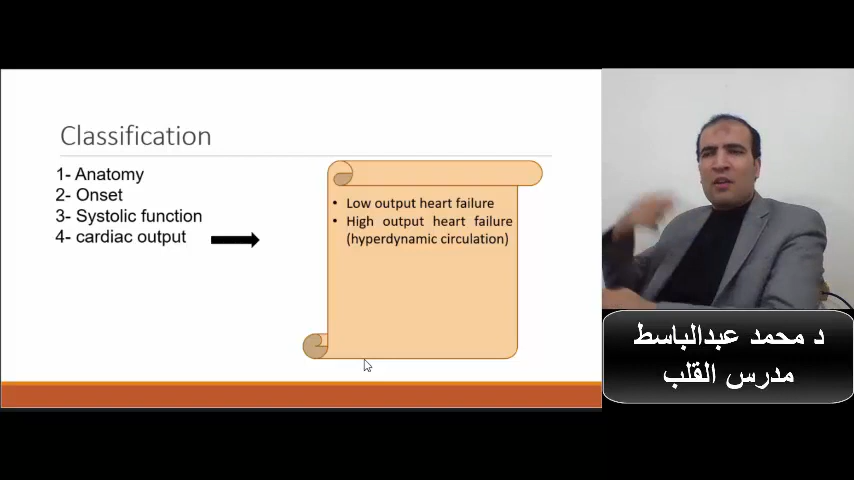 Classification
1- Anatomy
2- Onset
3- Systolic function
4- cardiac output
• Low output heart failure
• High output heart failure
(hyperdynamic circulation)
د محمد عبدالباسط
مدرس القلب